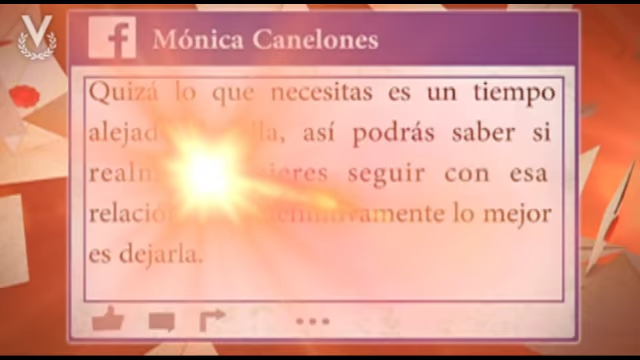 V
f Mónica Canelones
Quizá lo que necesitas es un tiempo
así podrás saber si
seguir con esa
lo mejor
es dejarla.